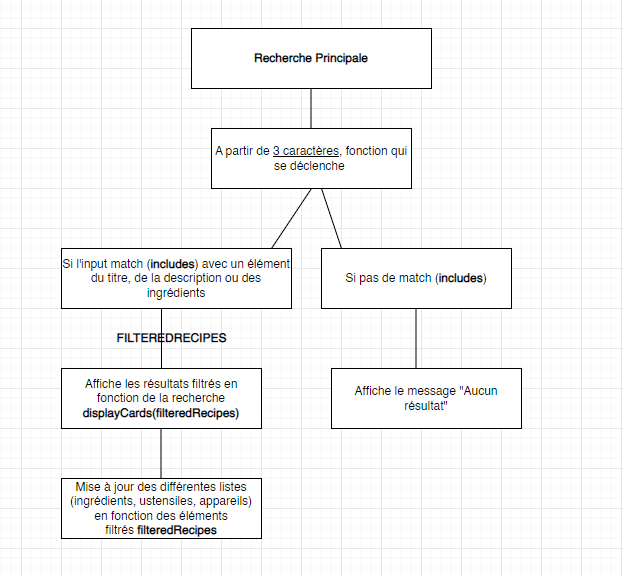 Recherche Principale
A partir de 3 caractères, fonction qui
se déclenche
Si l'input match (includes) avec un élément
du titre, de la description ou des
ingrédients
Si pas de match (includes)
FILTEREDRECIPES
Affiche les résultats filtrés en
fonction de la recherche
displayCards(filteredRecipes)
Affiche le message "Aucun
résultat"
Mise à jour des différentes listes
(ingrédients, ustensiles, appareils)
en fonction des éléments
filtrés filteredRecipes